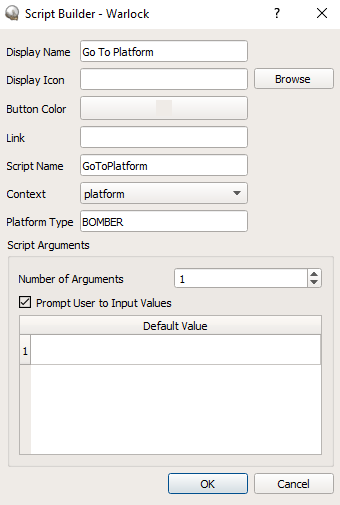 Script Builder - Warlock
Display Name Go To Platform
Display Icon Browse
Button Color
Link
Script Name GoToPlatform
Context platform
Platform Type BOMBER
Script Arguments
Number of Arguments 1
Prompt User to Input Values
Default Value
1
OK Cancel